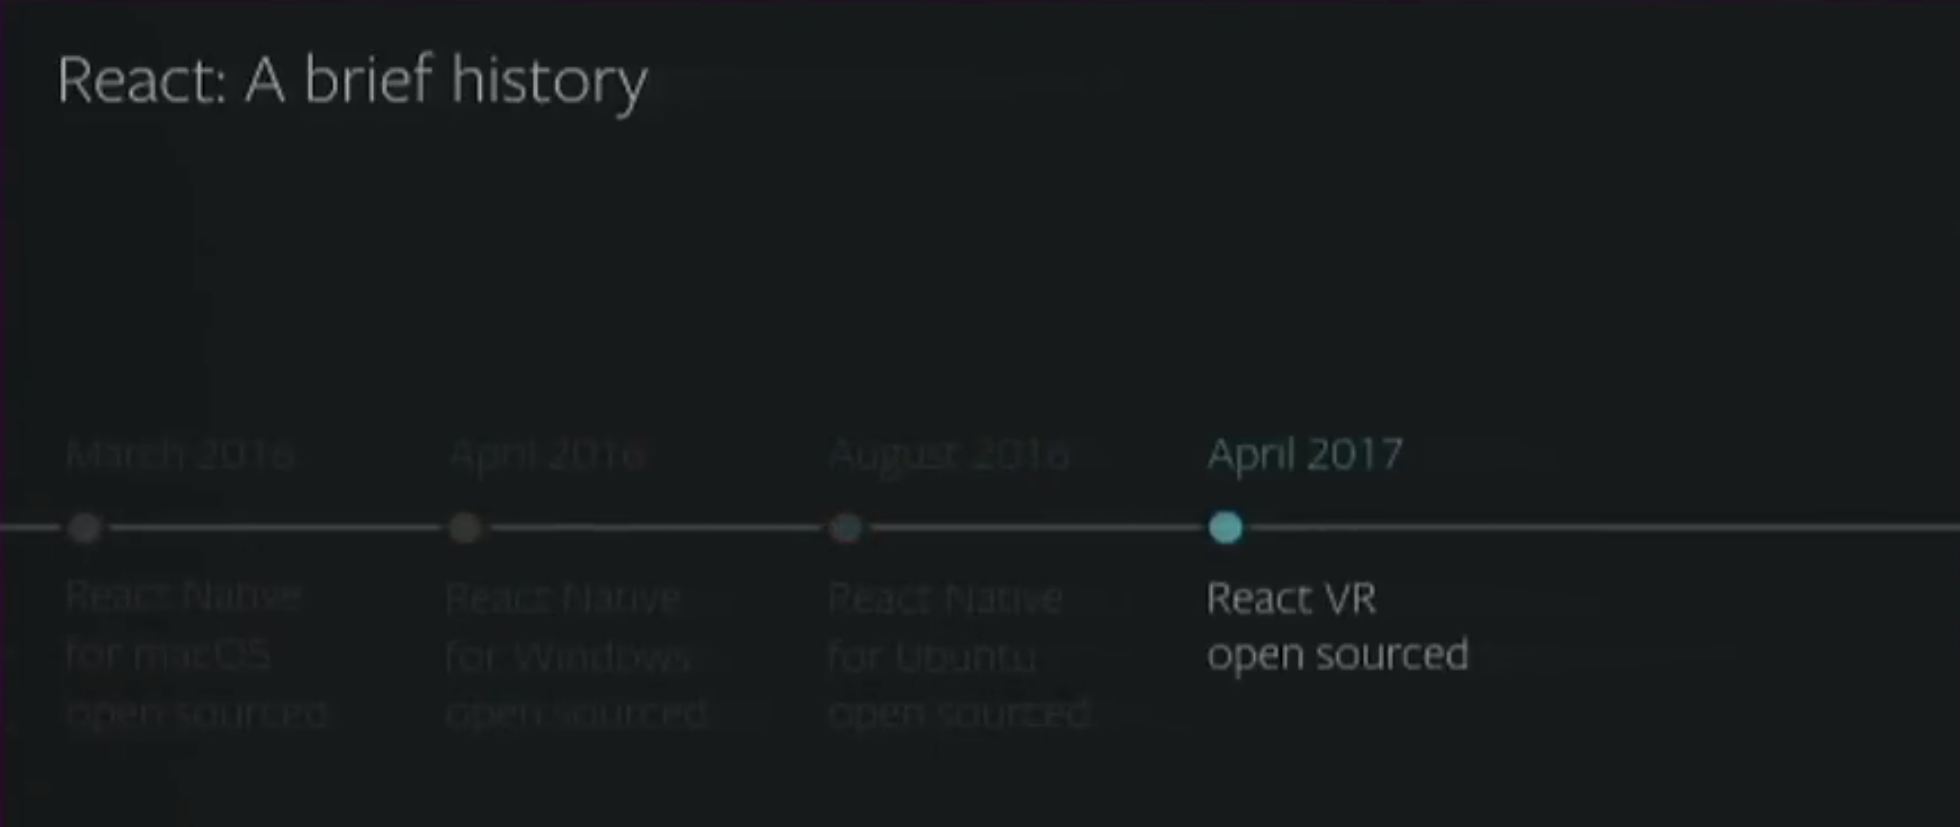 React: A brief history
March 2016
April 2016
August 2016
April 2017
React Native
for macOS
open sourced
React Native
for Windows
open sourced
React Native
for Ubuntu
open sourced
React VR
open sourced